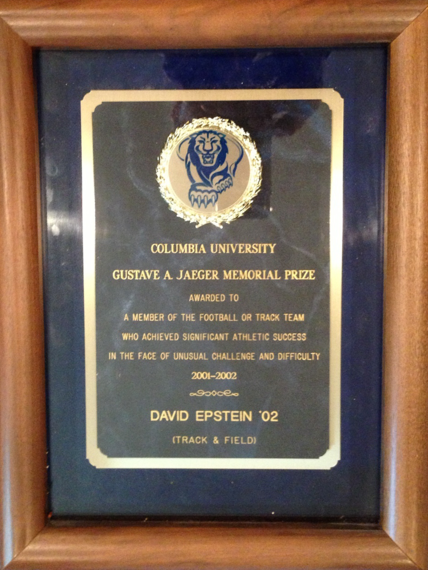 COLUMBIA UNIVERSITY
GUSTAVE A. JAEGER MEMORIAL PRIZE
AWARDED TO
A MEMBER OF THE FOOTBALL OR TRACK TEAM
WHO ACHIEVED SIGNIFICANT ATHLETIC SUCCESS
IN THE FACE OF UNUSUAL CHALLENGE AND DIFFICULTY
2001-2002
DAVID EPSTEIN '02
(TRACK & FIELD)